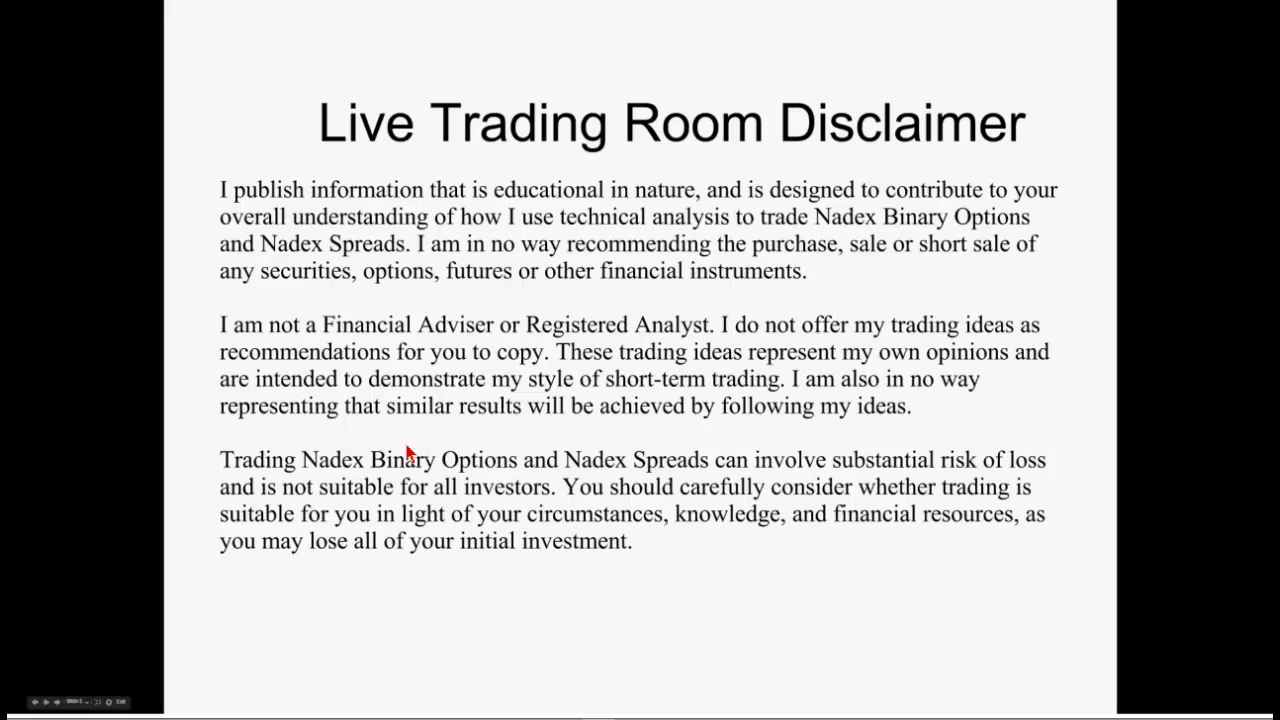 Live Trading Room Disclaimer
I publish information that is educational in nature, and is designed to contribute to your
overall understanding of how I use technical analysis to trade Nadex Binary Options
and Nadex Spreads. I am in no way recommending the purchase, sale or short sale of
any securities, options, futures or other financial instruments.
I am not a Financial Adviser or Registered Analyst. I do not offer my trading ideas as
recommendations for you to copy. These trading ideas represent my own opinions and
are intended to demonstrate my style of short-term trading. I am also in no way
representing that similar results will be achieved by following my ideas.
Trading Nadex Binary Options and Nadex Spreads can involve substantial risk of loss
and is not suitable for all investors. You should carefully consider whether trading is
suitable for you in light of your circumstances, knowledge, and financial resources, as
you may lose all of your initial investment.
Exit